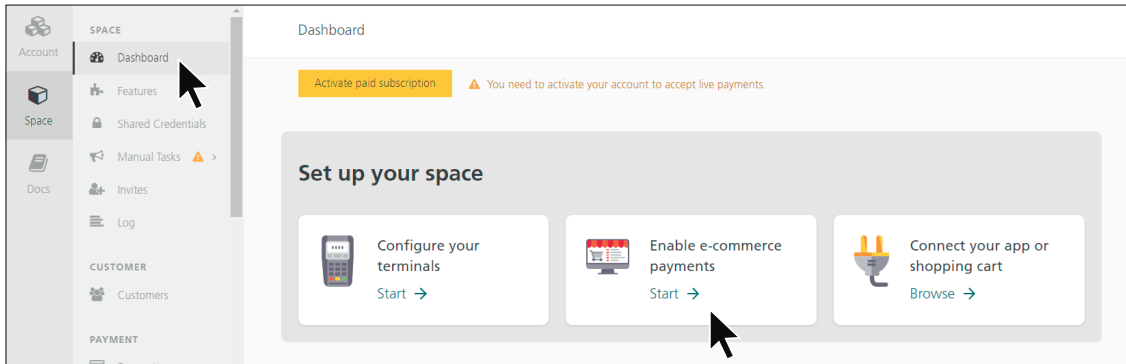 Account
Space
Docs
SPACE
Dashboard
Features
Shared Credentials
Manual Tasks
Invites
Log
CUSTOMER
Customers
PAYMENT
Dashboard
Activate paid subscription
You need to activate your account to accept live payments.
Set up your space
Configure your
terminals
Start →
Enable e-commerce
payments
Start →
Connect your app or
shopping cart
Browse →